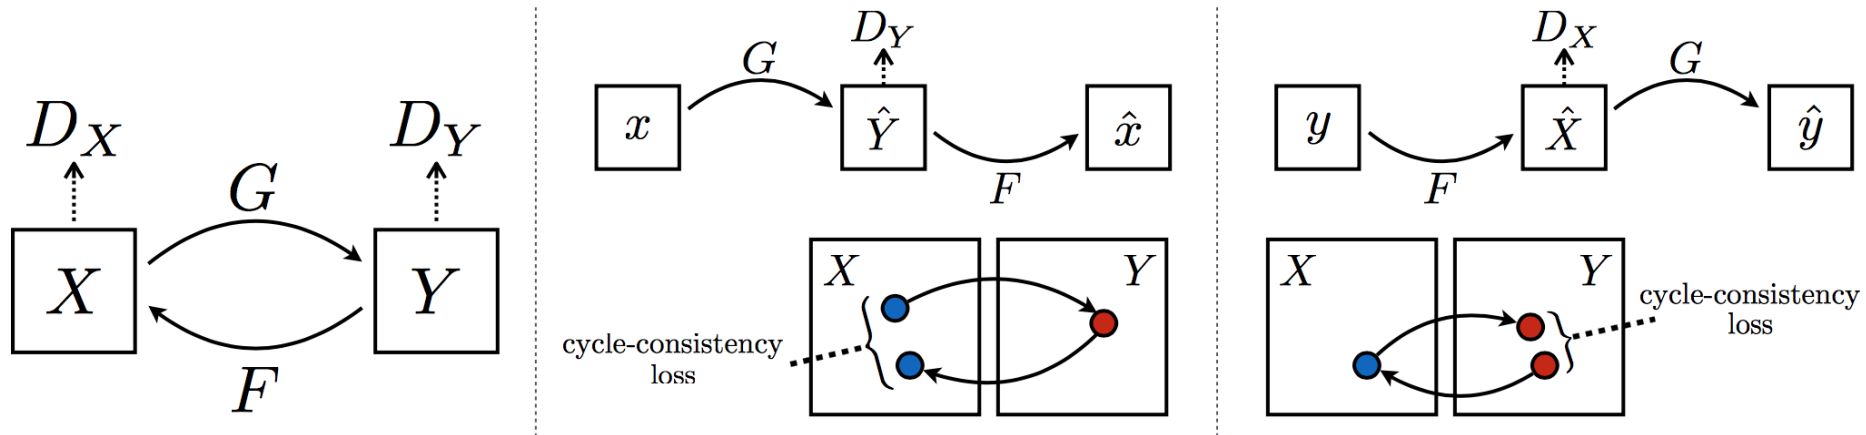 D_X D_Y
G
X Y
F
D_Y
G
x Ŷ x̂
F
X Y
cycle-consistency
loss
D_X
G
y X̂ ŷ
F
X Y
cycle-consistency
loss